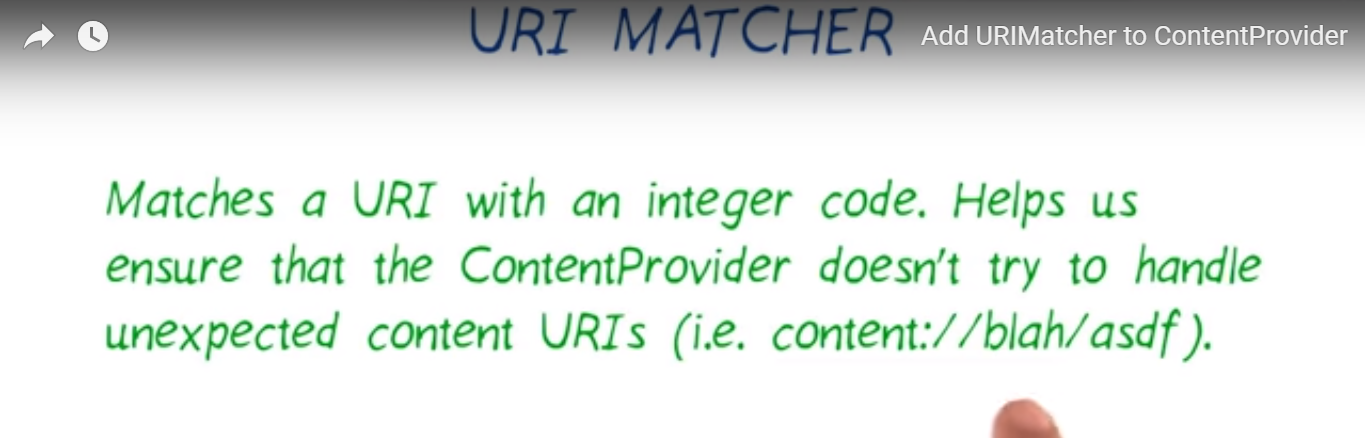 URI MATCHER
Add URIMatcher to ContentProvider
Matches a URI with an integer code. Helps us
ensure that the ContentProvider doesn't try to handle
unexpected content URIs (i.e. content://blah/asdf).